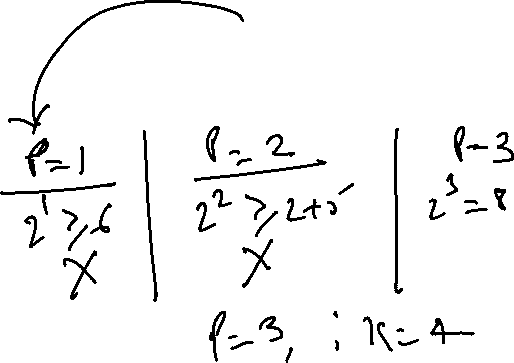 P=1
2^1 ≥ 6
X
P=2
2^2 ≥ 2+5
X
P=3
2^3 = 8
P=3, ; K=4